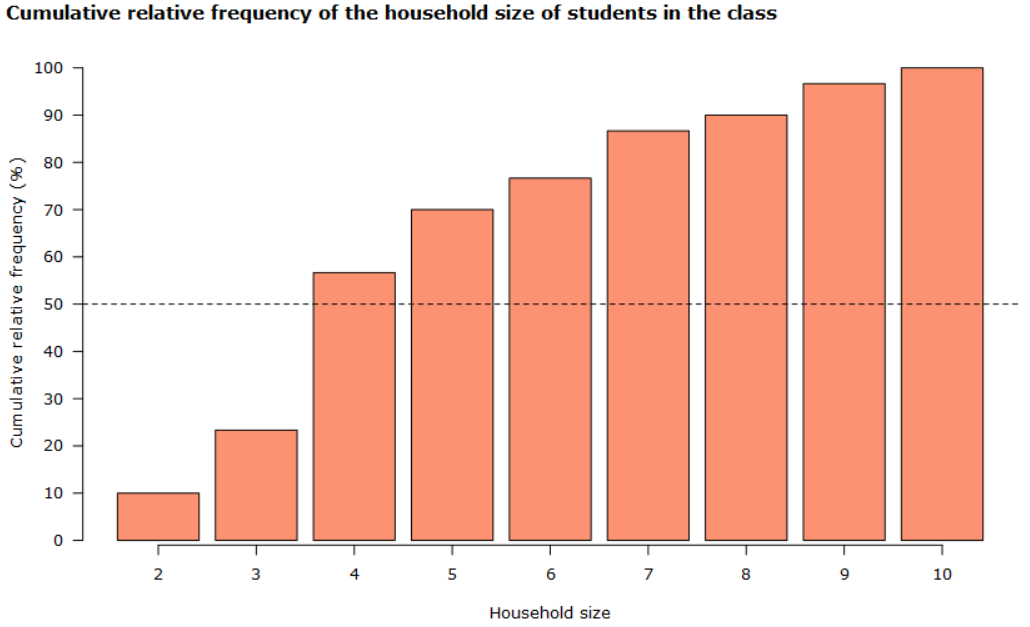 Cumulative relative frequency of the household size of students in the class
Cumulative relative frequency (%)
100
90
80
70
60
50
40
30
20
10
0
2 3 4 5 6 7 8 9 10
Household size